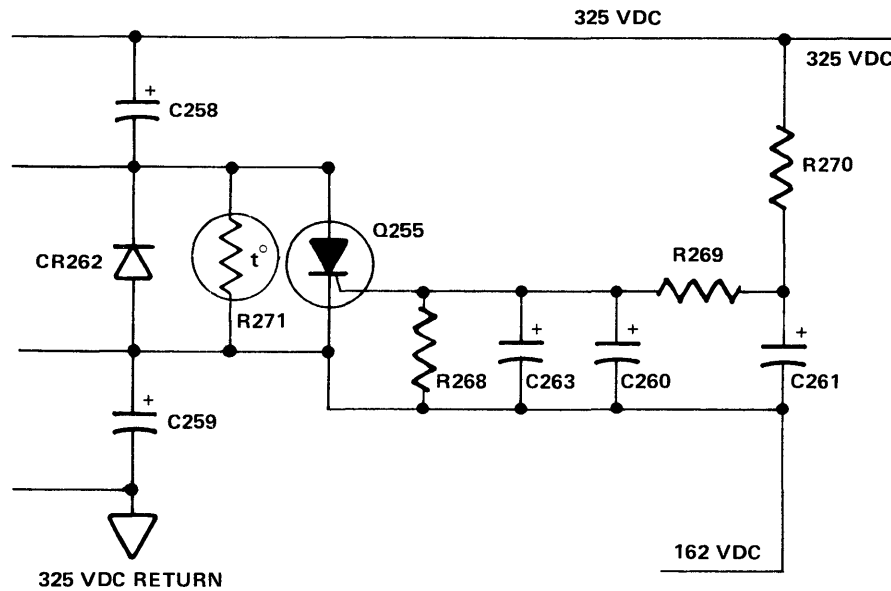 325 VDC
325 VDC
+
C258
R270
Q255
CR262
t°
R269
R271
+
+
+
R268
C263
C260
C261
+
C259
162 VDC
325 VDC RETURN